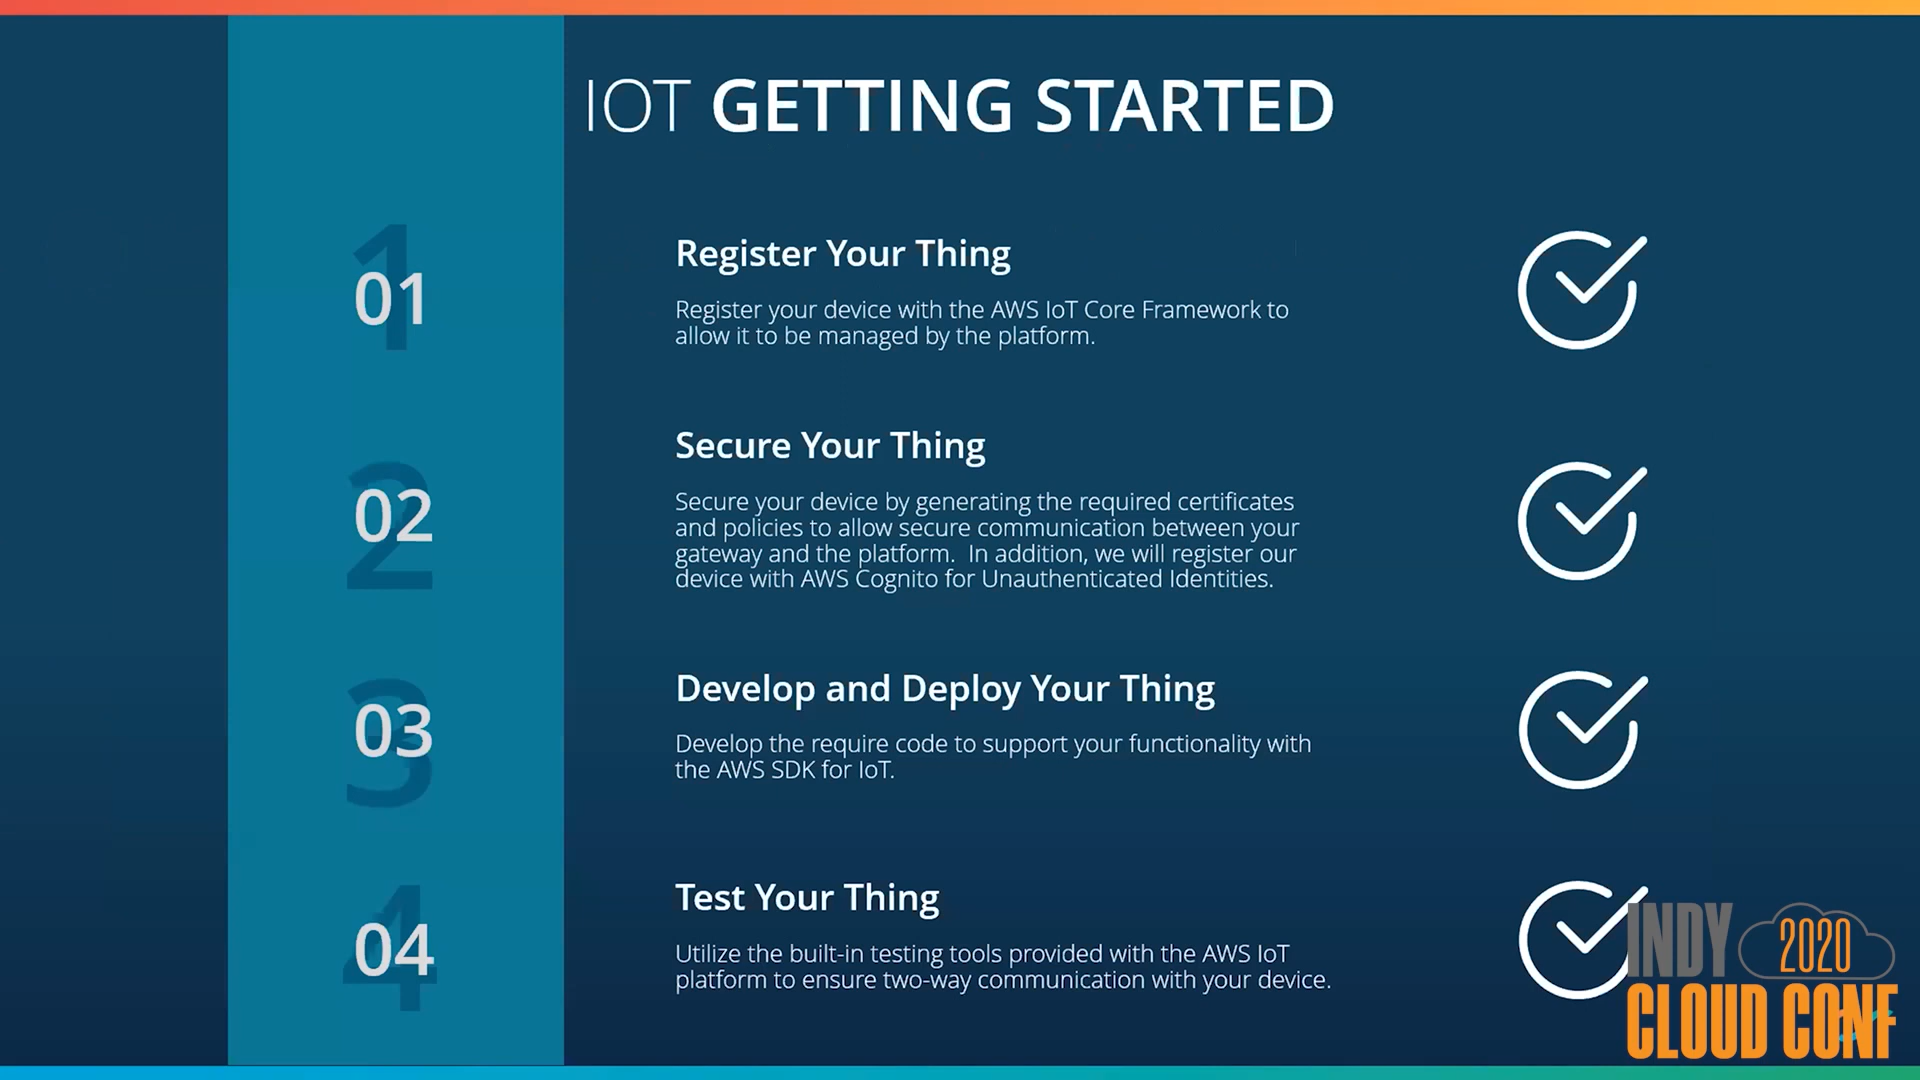 IOT GETTING STARTED
1
01
Register Your Thing
Register your device with the AWS IoT Core Framework to
allow it to be managed by the platform.
2
02
Secure Your Thing
Secure your device by generating the required certificates
and policies to allow secure communication between your
gateway and the platform.  In addition, we will register our
device with AWS Cognito for Unauthenticated Identities.
3
03
Develop and Deploy Your Thing
Develop the require code to support your functionality with
the AWS SDK for IoT.
4
04
Test Your Thing
Utilize the built-in testing tools provided with the AWS IoT
platform to ensure two-way communication with your device.
INDY 2020
CLOUD CONF